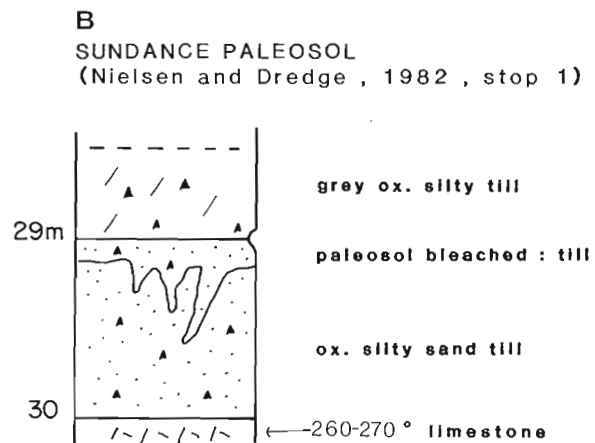 B
SUNDANCE PALEOSOL
(Nielsen and Dredge , 1982 , stop 1)
grey ox. silty till
29m
paleosol bleached : till
ox. silty sand till
30
260-270° limestone